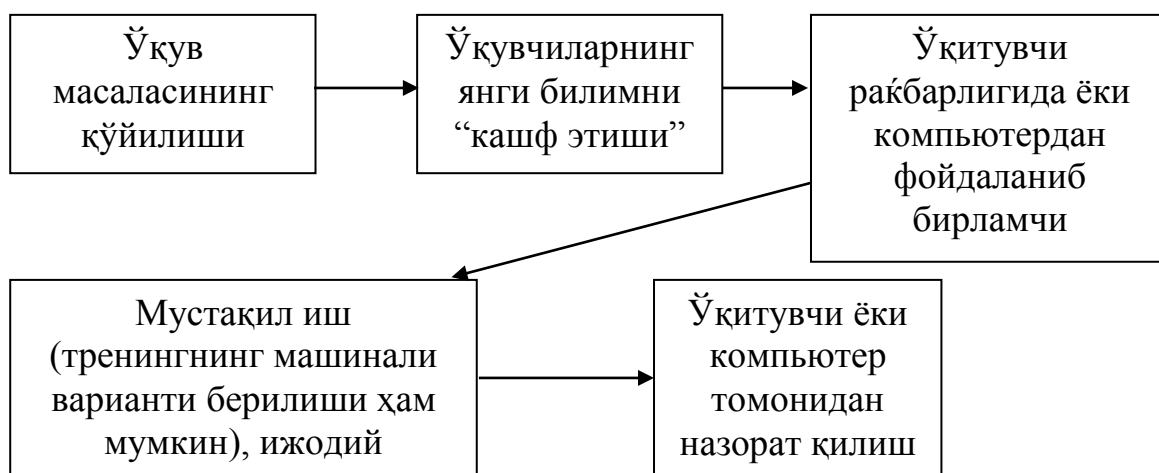 Ўқув
масаласининг
қўйилиши
Ўқувчиларнинг
янги билимни
“кашф этиши”
Ўқитувчи
раќбарлигида ёки
компьютердан
фойдаланиб
бирламчи
Мустақил иш
(тренингнинг машинали
варианти берилиши ҳам
мумкин), ижодий
Ўқитувчи ёки
компьютер
томонидан
назорат қилиш